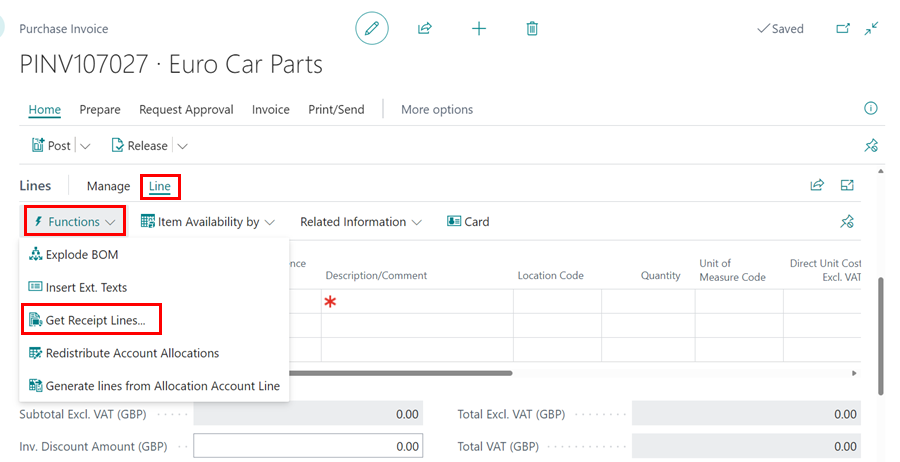 Purchase Invoice
Saved
PINV107027 · Euro Car Parts
Home Prepare Request Approval Invoice Print/Send More options
Post Release
Lines Manage Line
Functions Item Availability by Related Information Card
Explode BOM
Insert Ext. Texts
Get Receipt Lines...
Redistribute Account Allocations
Generate lines from Allocation Account Line
nce Description/Comment Location Code Quantity Unit of Measure Code Direct Unit Cost Excl. VAT
*
Subtotal Excl. VAT (GBP) 0.00 Total Excl. VAT (GBP) 0.00
Inv. Discount Amount (GBP) 0.00 Total VAT (GBP) 0.00